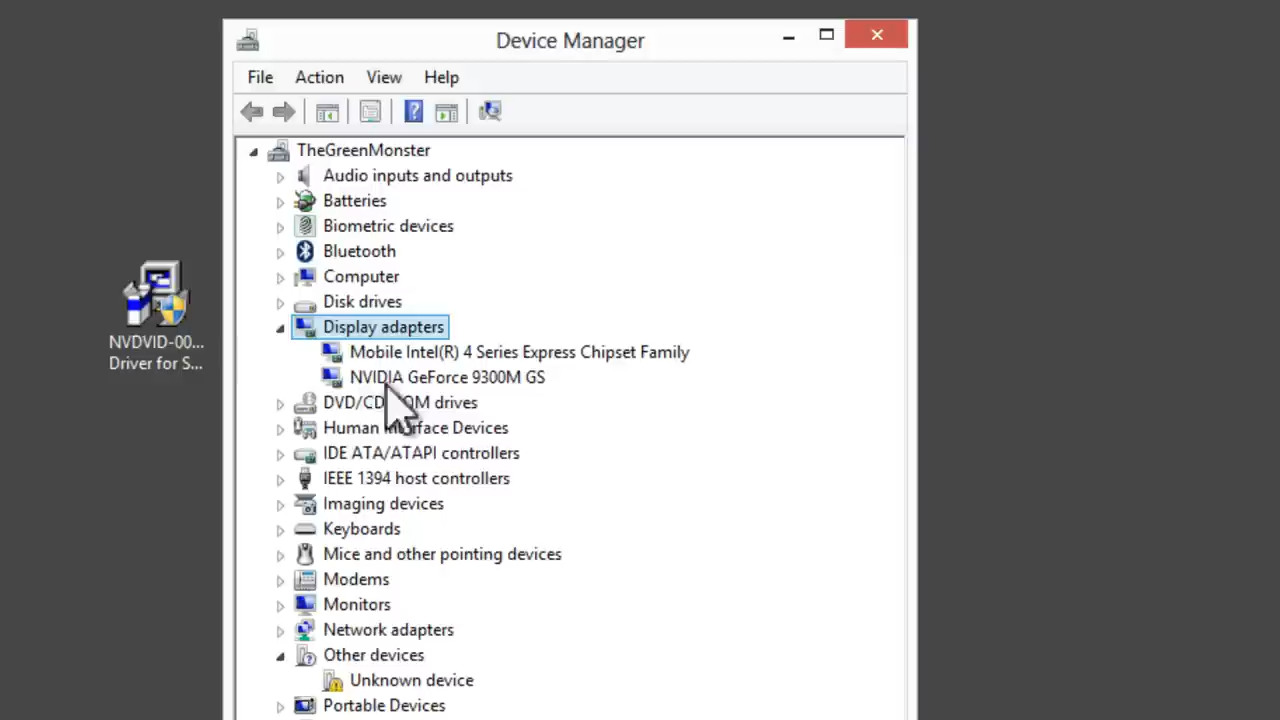 Device Manager
File Action View Help
TheGreenMonster
Audio inputs and outputs
Batteries
Biometric devices
Bluetooth
Computer
Disk drives
Display adapters
Mobile Intel(R) 4 Series Express Chipset Family
NVIDIA GeForce 9300M GS
DVD/CD OM drives
Human Interface Devices
IDE ATA/ATAPI controllers
IEEE 1394 host controllers
Imaging devices
Keyboards
Mice and other pointing devices
Modems
Monitors
Network adapters
Other devices
Unknown device
Portable Devices
NVDVID-00...
Driver for S...